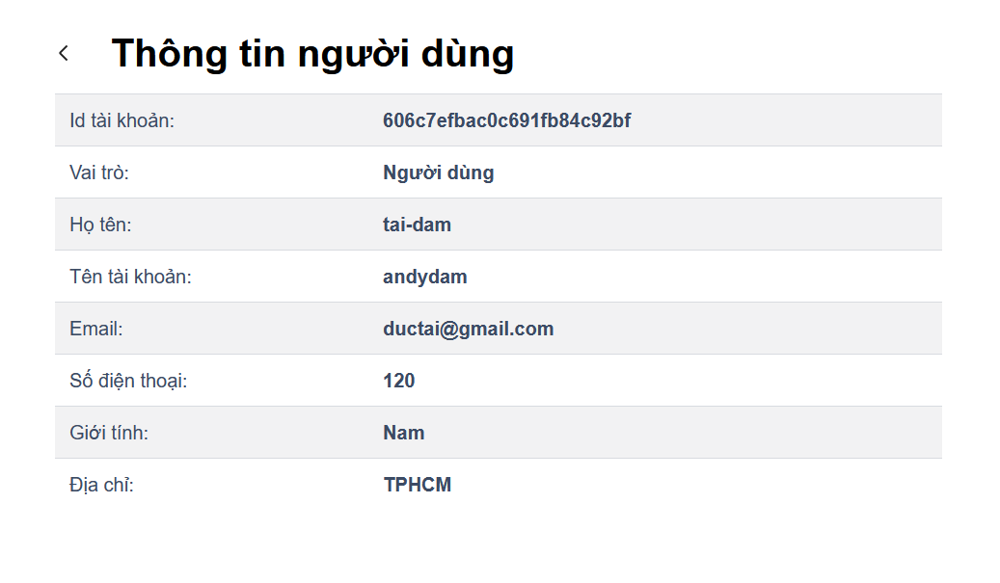 Thông tin người dùng
Id tài khoản: 606c7efbac0c691fb84c92bf
Vai trò: Người dùng
Họ tên: tai-dam
Tên tài khoản: andydam
Email: ductai@gmail.com
Số điện thoại: 120
Giới tính: Nam
Địa chỉ: TPHCM